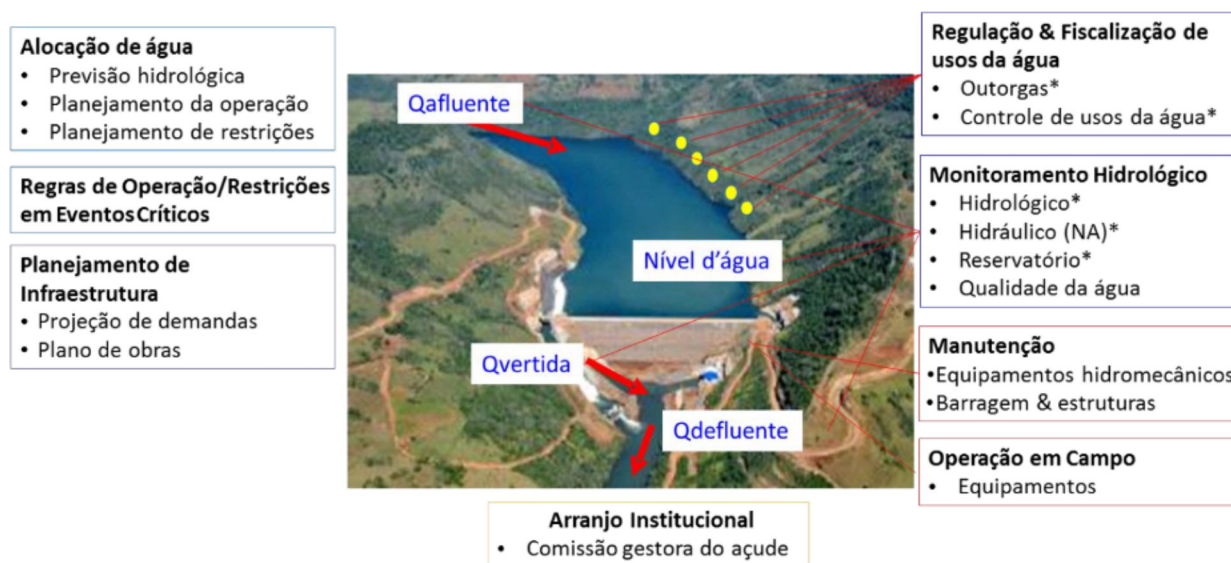 Alocação de água
• Previsão hidrológica
• Planejamento da operação
• Planejamento de restrições
Regras de Operação/Restrições
em EventosCríticos
Planejamento de
Infraestrutura
• Projeção de demandas
• Plano de obras
Qafluente
Nível d’água
Qvertida
Qdefluente
Regulação & Fiscalização de
usos da água
• Outorgas*
• Controle de usos da água*
Monitoramento Hidrológico
• Hidrológico*
• Hidráulico (NA)*
• Reservatório*
• Qualidade da água
Manutenção
•Equipamentos hidromecânicos
•Barragem & estruturas
Operação em Campo
• Equipamentos
Arranjo Institucional
• Comissão gestora do açude